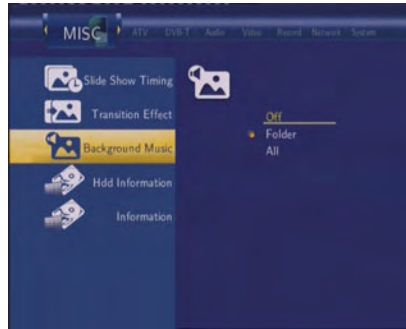 MISC ATV DVB-T Audio Video Record Network System
Slide Show Timing
Transition Effect
Background Music
Hdd Information
Information
Off
Folder
All